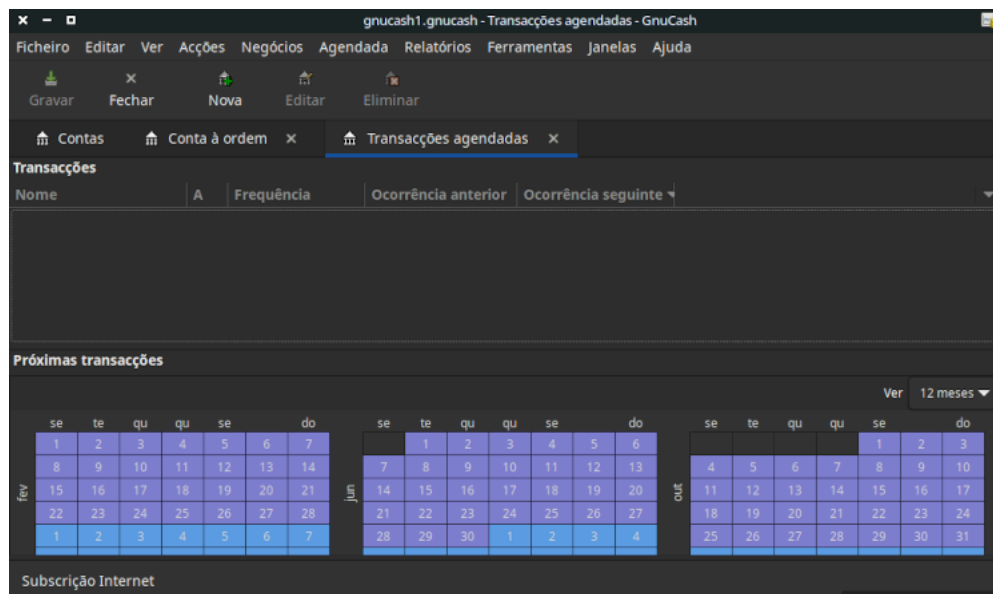 gnucash1.gnucash - Transacções agendadas - GnuCash
Ficheiro Editar Ver Acções Negócios Agendada Relatórios Ferramentas Janelas Ajuda
Gravar Fechar Nova Editar Eliminar
Contas Conta à ordem Transacções agendadas
Transacções
Nome A Frequência Ocorrência anterior Ocorrência seguinte
Próximas transacções
Ver 12 meses
se te qu qu se do se te qu qu se do se te qu qu se do
1 2 3 4 5 6 7 1 2 3 4 5 6 1 2 3
8 9 10 11 12 13 14 7 8 9 10 11 12 13 4 5 6 7 8 9 10
fev 15 16 17 18 19 20 21 jun 14 15 16 17 18 19 20 out 11 12 13 14 15 16 17
22 23 24 25 26 27 28 21 22 23 24 25 26 27 18 19 20 21 22 23 24
1 2 3 4 5 6 7 28 29 30 1 2 3 4 25 26 27 28 29 30 31
Subscrição Internet